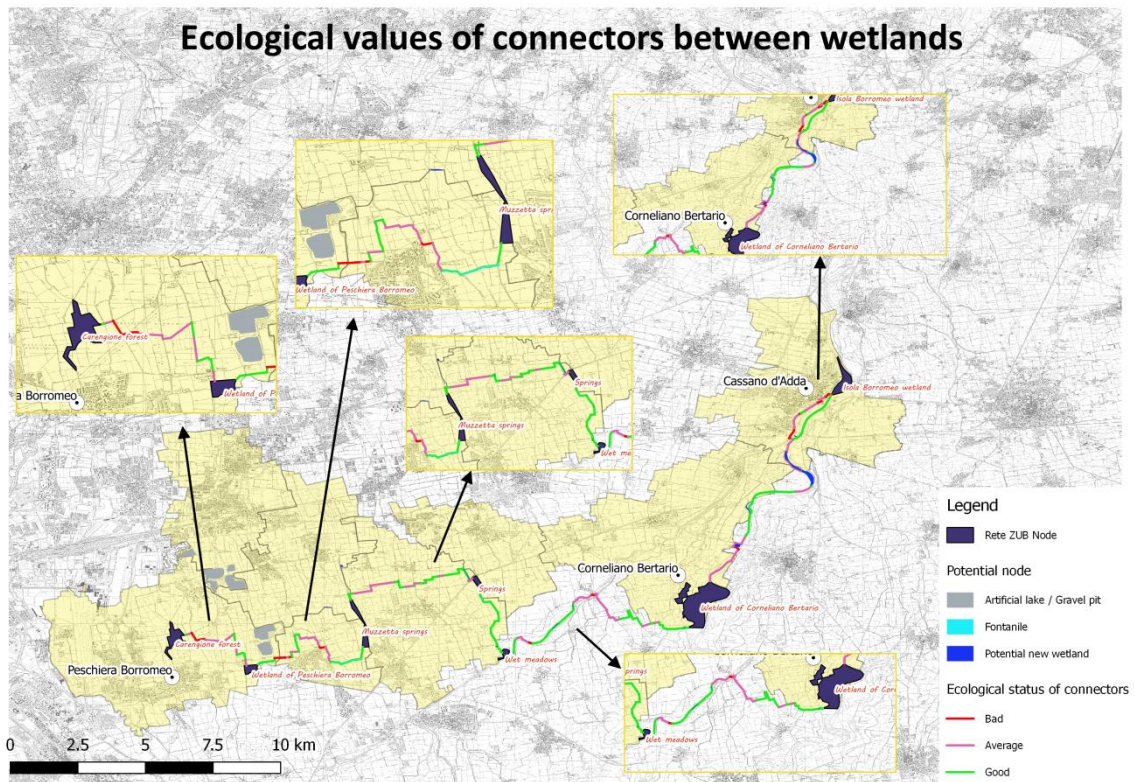 Ecological values of connectors between wetlands
Isola Borromeo wetland
Corneliano Bertario
Wetland of Corneliano Bertario
Muzzetta spri
Wetland of Peschiera Borromeo
Carengione forest
Wetland of P
a Borromeo
Springs
Muzzetta springs
Wet me
Cassano d'Adda
Isola Borromeo wetland
Corneliano Bertario
Wetland of Corneliano Bertario
Springs
Muzzetta springs
Carengione forest
Wet meadows
Peschiera Borromeo
Wetland of Peschiera Borromeo
prings
Wetland of Cor
Wet meadows
0 2.5 5 7.5 10 km
Legend
Rete ZUB Node
Potential node
Artificial lake / Gravel pit
Fontanile
Potential new wetland
Ecological status of connectors
Bad
Average
Good